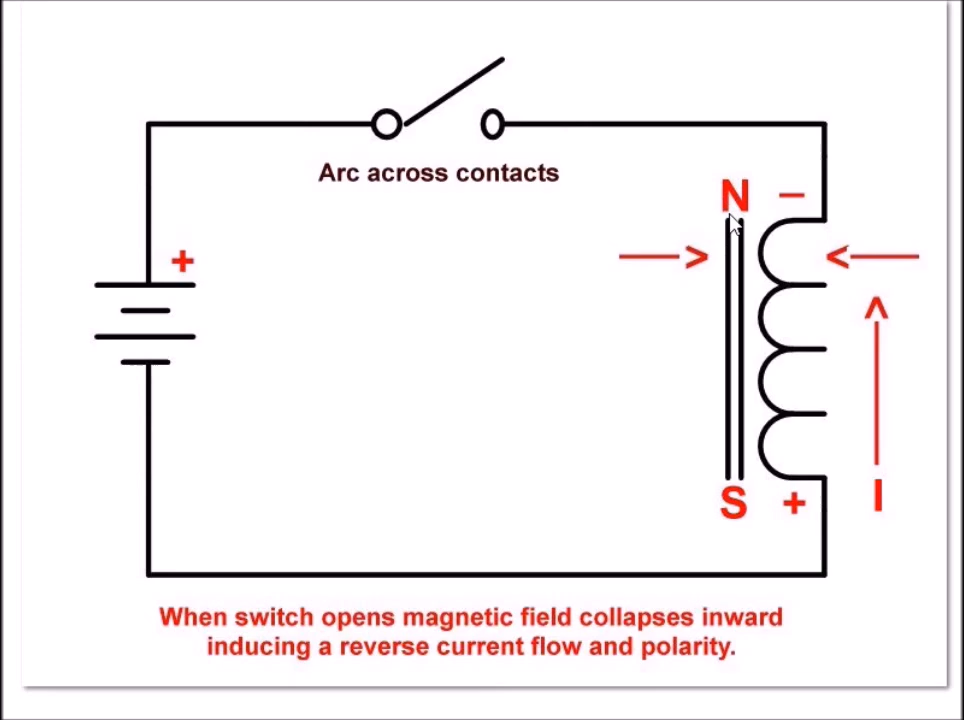 Arc across contacts
N –
+
S +
I
When switch opens magnetic field collapses inward
inducing a reverse current flow and polarity.